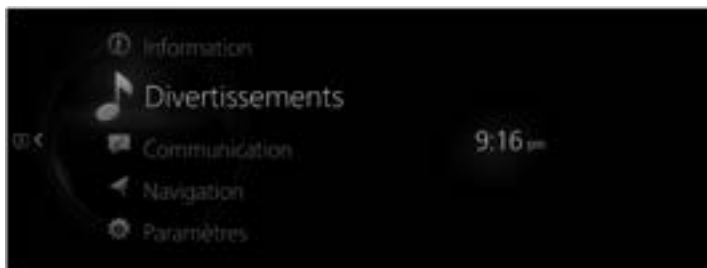 Information
Divertissements
Communication
9:16 pm
Navigation
Paramètres